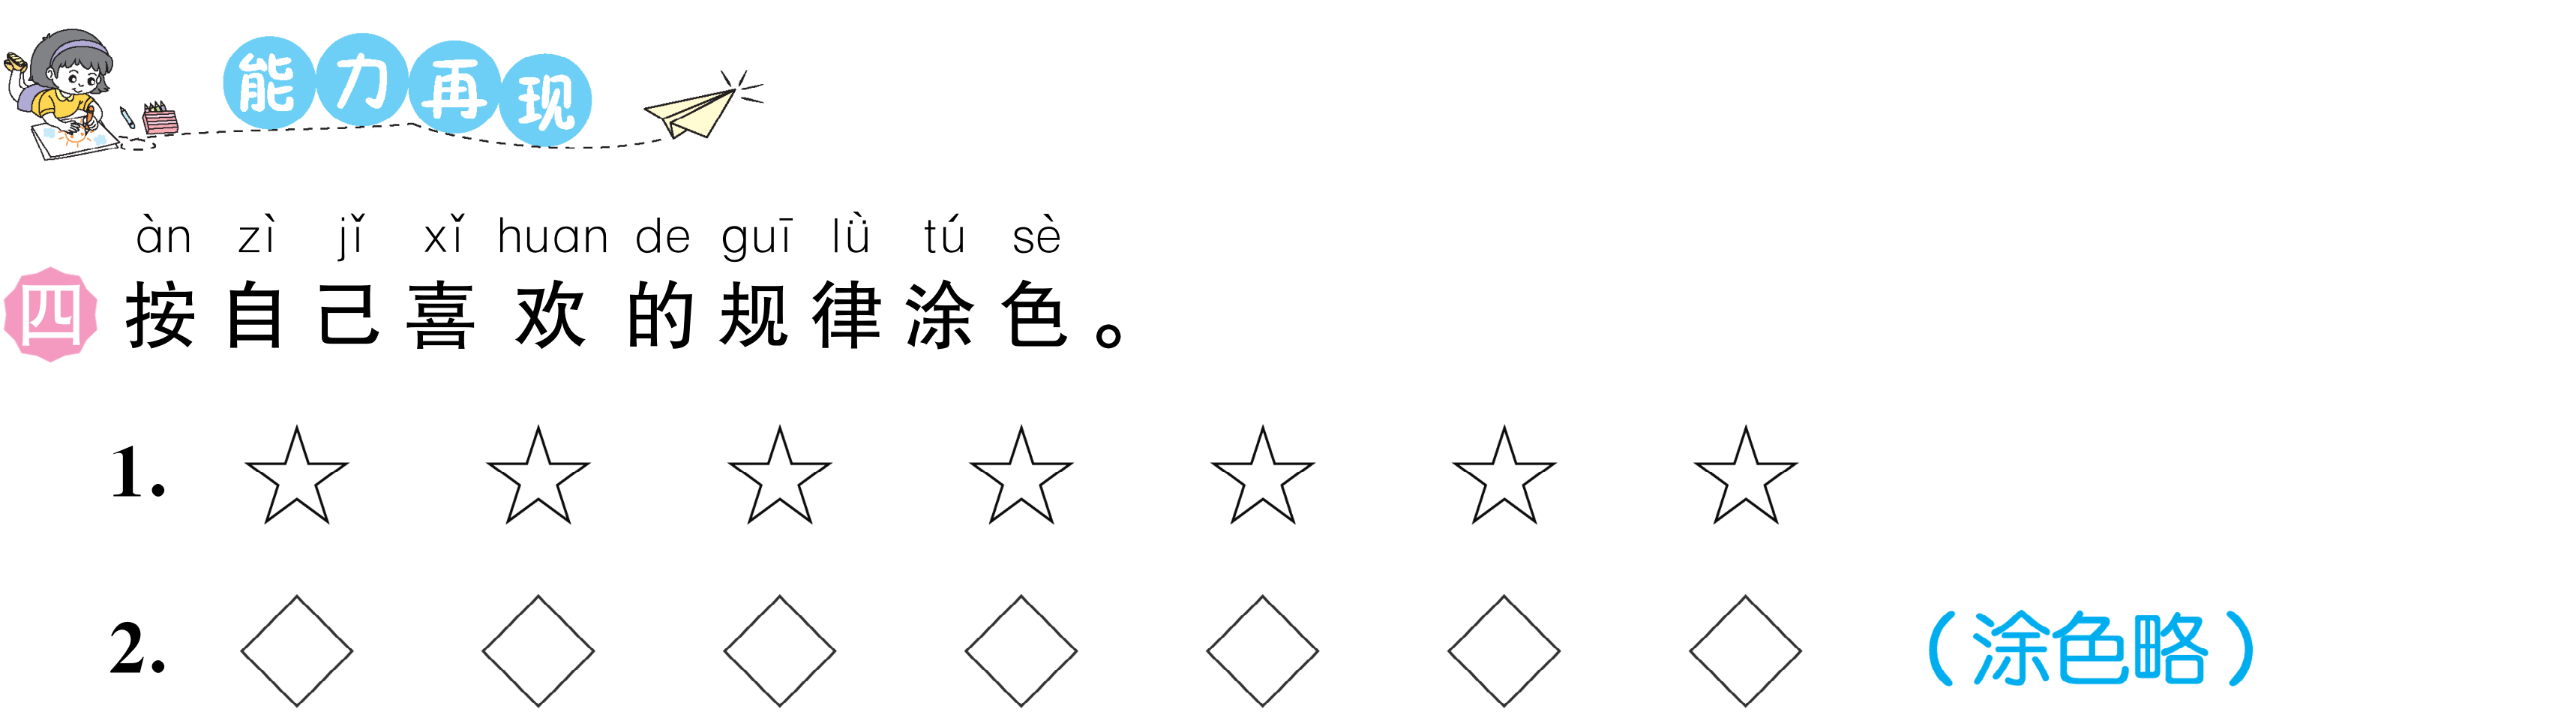 能力再现
àn zì jǐ xǐ huan de guī lǜ tú sè
四 按自己喜欢的规律涂色。
1.
2. （涂色略）